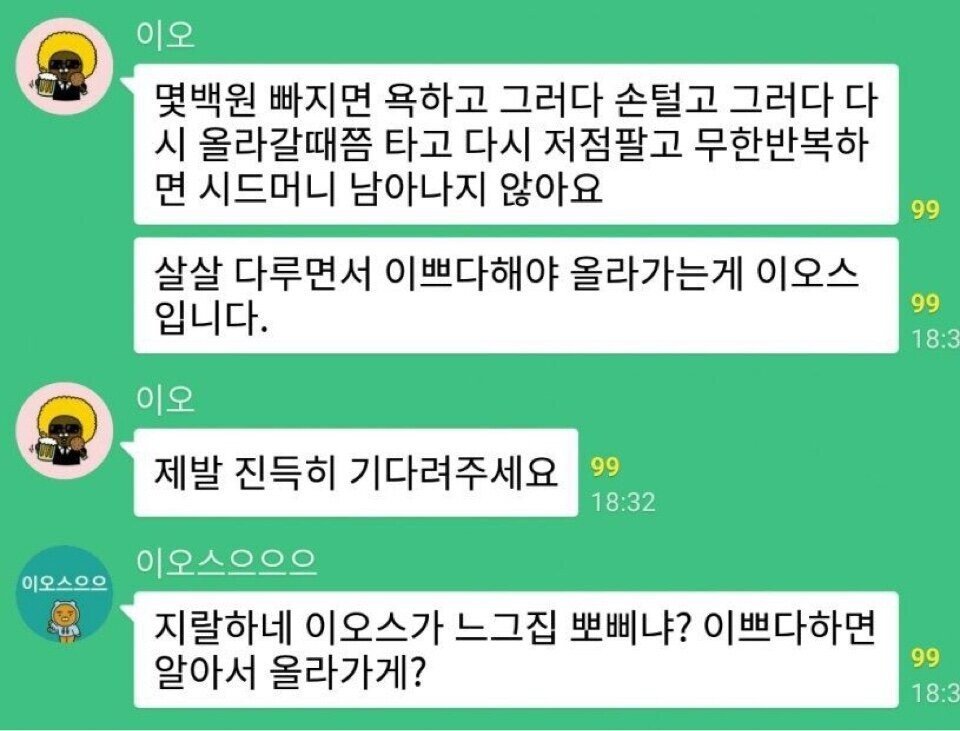 이오
몇백원 빠지면 욕하고 그러다 손털고 그러다 다
시 올라갈때쯤 타고 다시 저점팔고 무한반복하
면 시드머니 남아나지 않아요
99
살살 다루면서 이쁘다해야 올라가는게 이오스
입니다.
99
18:3
이오
제발 진득히 기다려주세요
99
18:32
이오스으으으
이오스으으
지랄하네 이오스가 느그집 뽀삐냐? 이쁘다하면
알아서 올라가게?
99
18:3